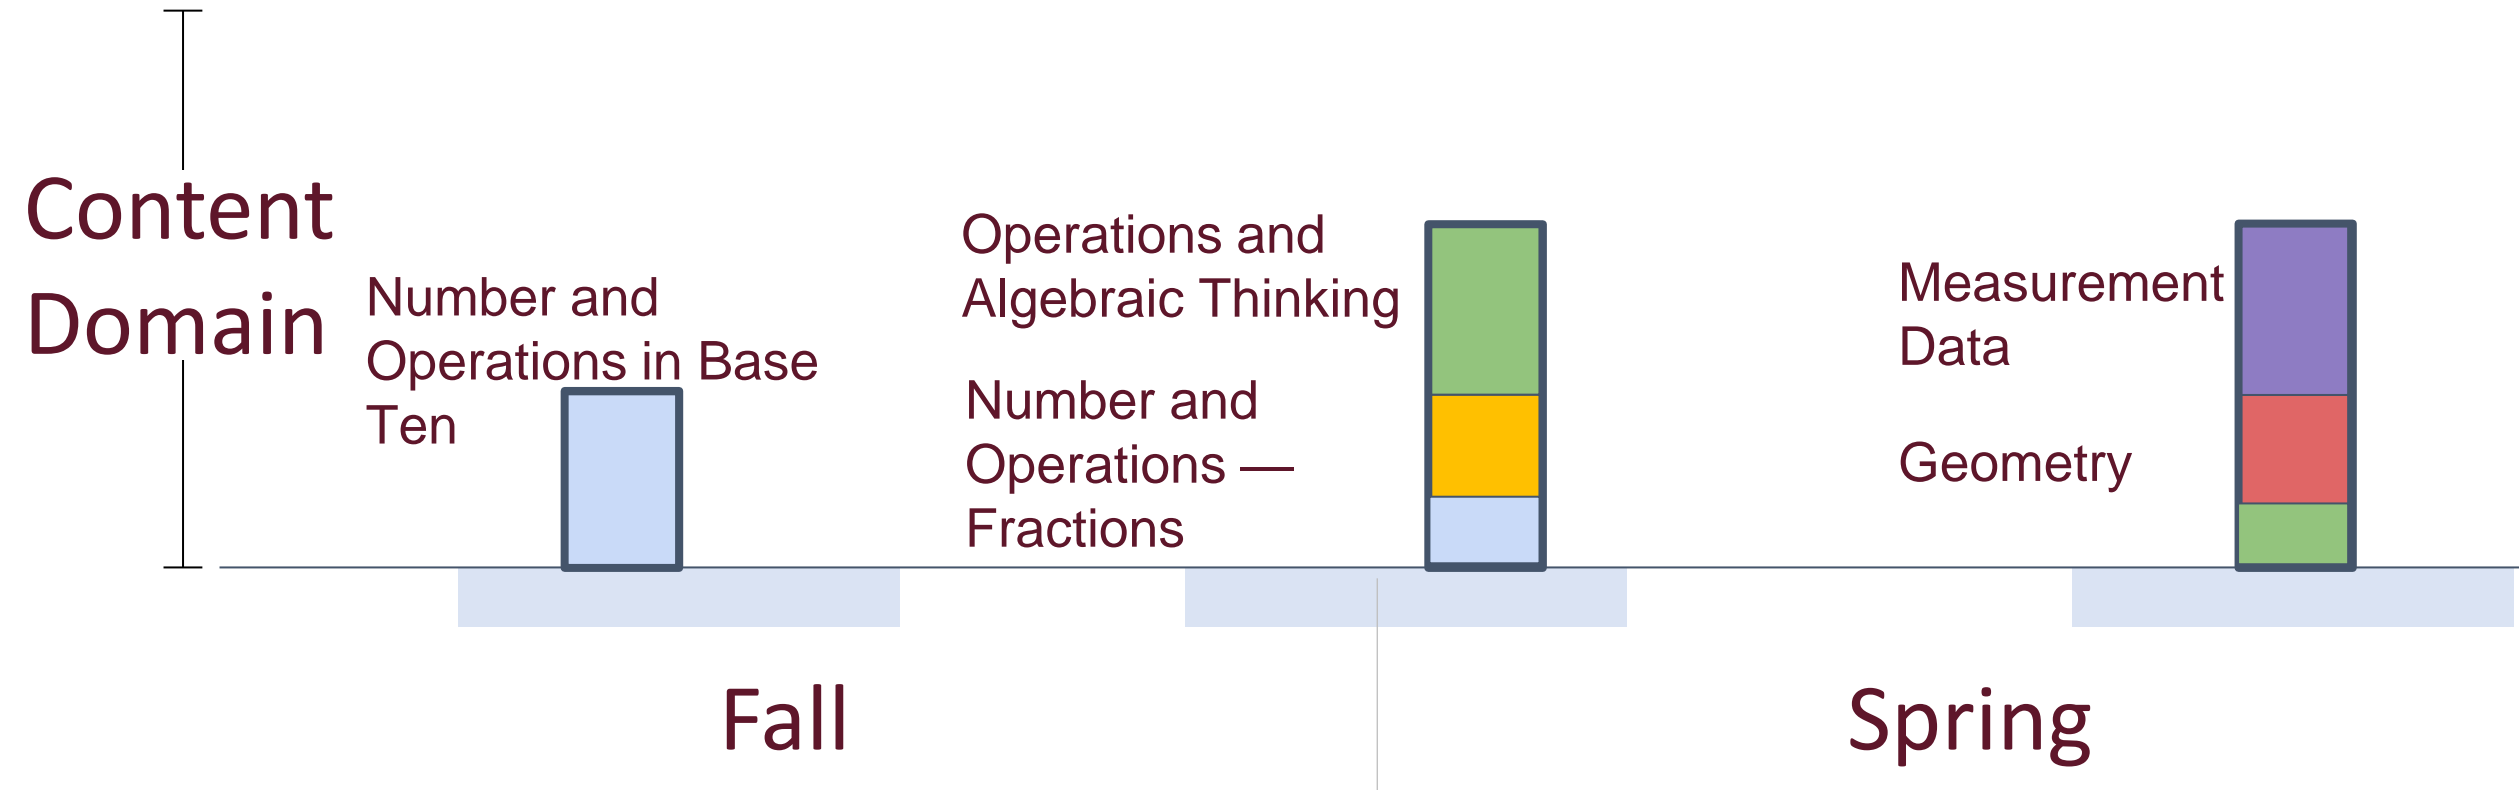 Content
Domain
Number and
Operations in Base
Ten
Operations and
Algebraic Thinking
Number and
Operations —
Fractions
Measurement
Data
Geometry
Fall
Spring